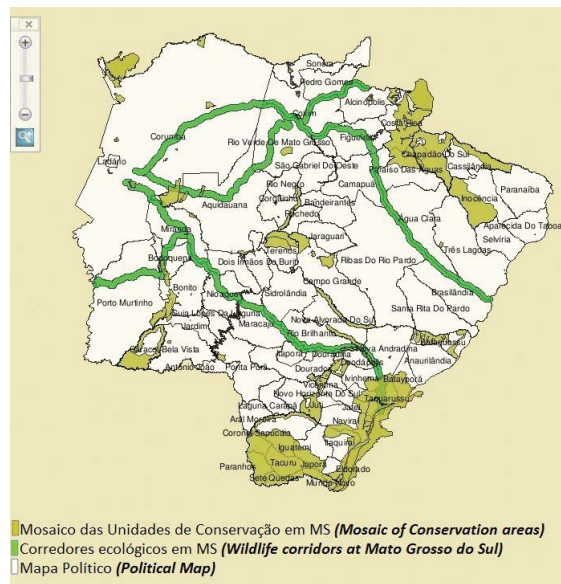 Sonora
Pedro Gomes
Alcinópolis
Coxim
Costa Rica
Corumbá
Rio Verde De Mato Grosso
Figueirão
Chapadão Do Sul
Ladário
São Gabriel Do Oeste
Paraíso Das Águas
Cassilândia
Rio Negro
Camapuã
Paranaíba
Corguinho
Bandeirantes
Inocência
Aquidauana
Rochedo
Água Clara
Aparecida Do Taboa
Miranda
Jaraguari
Selvíria
Terenos
Três Lagoas
Bodoquena
Dois Irmãos Do Buriti
Ribas Do Rio Pardo
Campo Grande
Brasilândia
Porto Murtinho
Bonito
Nioaque
Sidrolândia
Santa Rita Do Pardo
Guia Lopes Da Laguna
Nova Alvorada Do Sul
Jardim
Maracaju
Rio Brilhante
Caracol
Bela Vista
Itaporã
Douradina
Nova Andradina
Anaurilândia
Antônio João
Ponta Porã
Dourados
Deodápolis
Ivinhema
Batayporã
Vicentina
Novo Horizonte Do Sul
Taquarussu
Laguna Carapã
Juti
Jateí
Aral Moreira
Naviraí
Coronel Sapucaia
Iguatemi
Itaquiraí
Paranhos
Tacuru
Japorã
Eldorado
Sete Quedas
Mundo Novo
Mosaico das Unidades de Conservação em MS (Mosaic of Conservation areas)
Corredores ecológicos em MS (Wildlife corridors at Mato Grosso do Sul)
Mapa Político (Political Map)